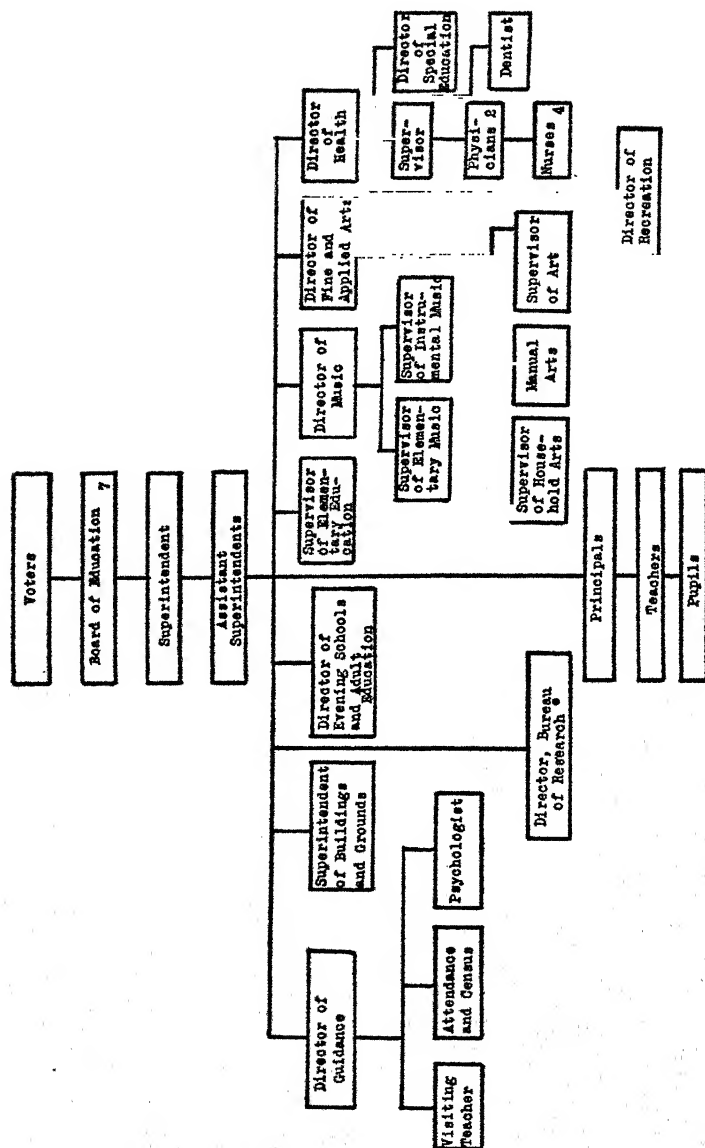 Voters
Board of Education 7
Superintendent
Assistant
Superintendents
Director of
Guidance
Superintendent
of Buildings
and Grounds
Director of
Evening Schools
and Adult
Education
Supervisor
of Elemen-
tary Edu-
cation
Director of
Music
Director of
Fine and
Applied Arts
Director
of
Health
Visiting
Teacher
Attendance
and Census
Psychologist
Supervisor
of Elemen-
tary Music
Supervisor
of Instru-
mental Music
Super-
visor
Director
of
Special
Education
Physi-
cians 2
Dentist
Nurses 4
Director, Bureau
of Research
Supervisor
of House-
hold Arts
Manual
Arts
Supervisor
of Art
Principals
Teachers
Pupils
Director of
Recreation